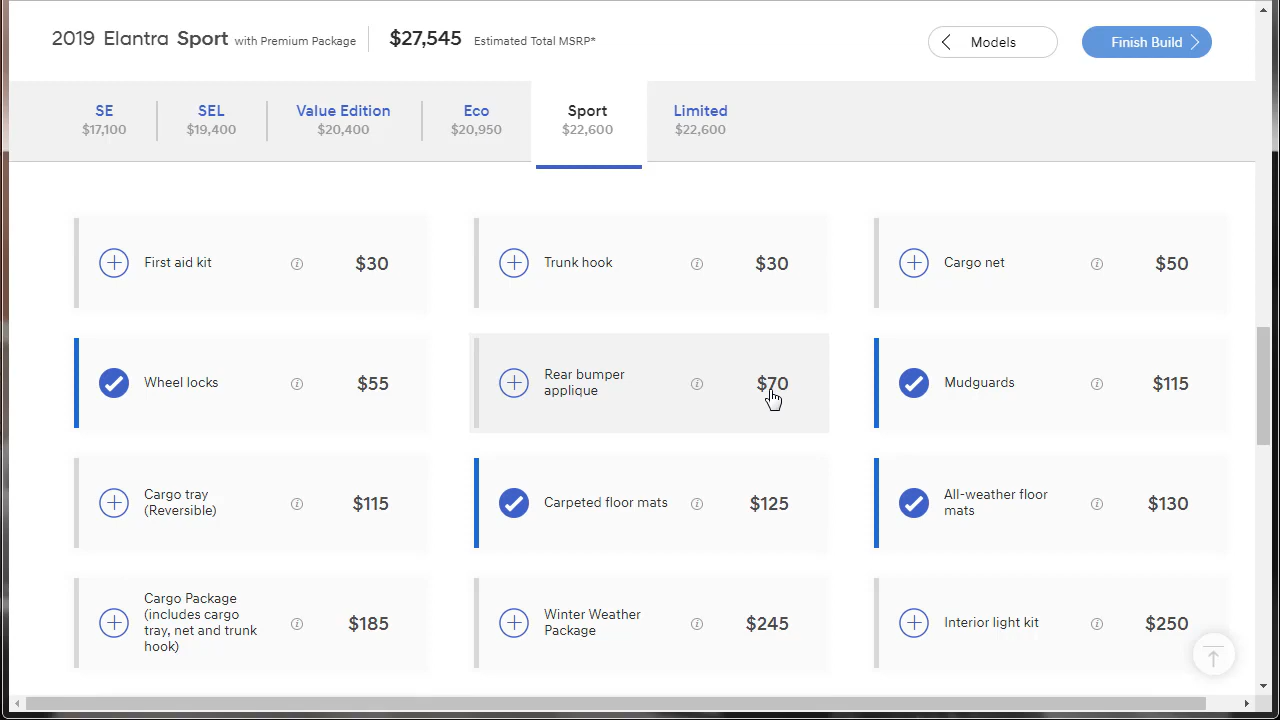 2019 Elantra Sport with Premium Package $27,545 Estimated Total MSRP*
Models
Finish Build
SE
$17,100
SEL
$19,400
Value Edition
$20,400
Eco
$20,950
Sport
$22,600
Limited
$22,600
First aid kit $30
Trunk hook $30
Cargo net $50
Wheel locks $55
Rear bumper
applique
$70
Mudguards $115
Cargo tray
(Reversible)
$115
Carpeted floor mats $125
All-weather floor
mats
$130
Cargo Package
(includes cargo
tray, net and trunk
hook)
$185
Winter Weather
Package
$245
Interior light kit $250